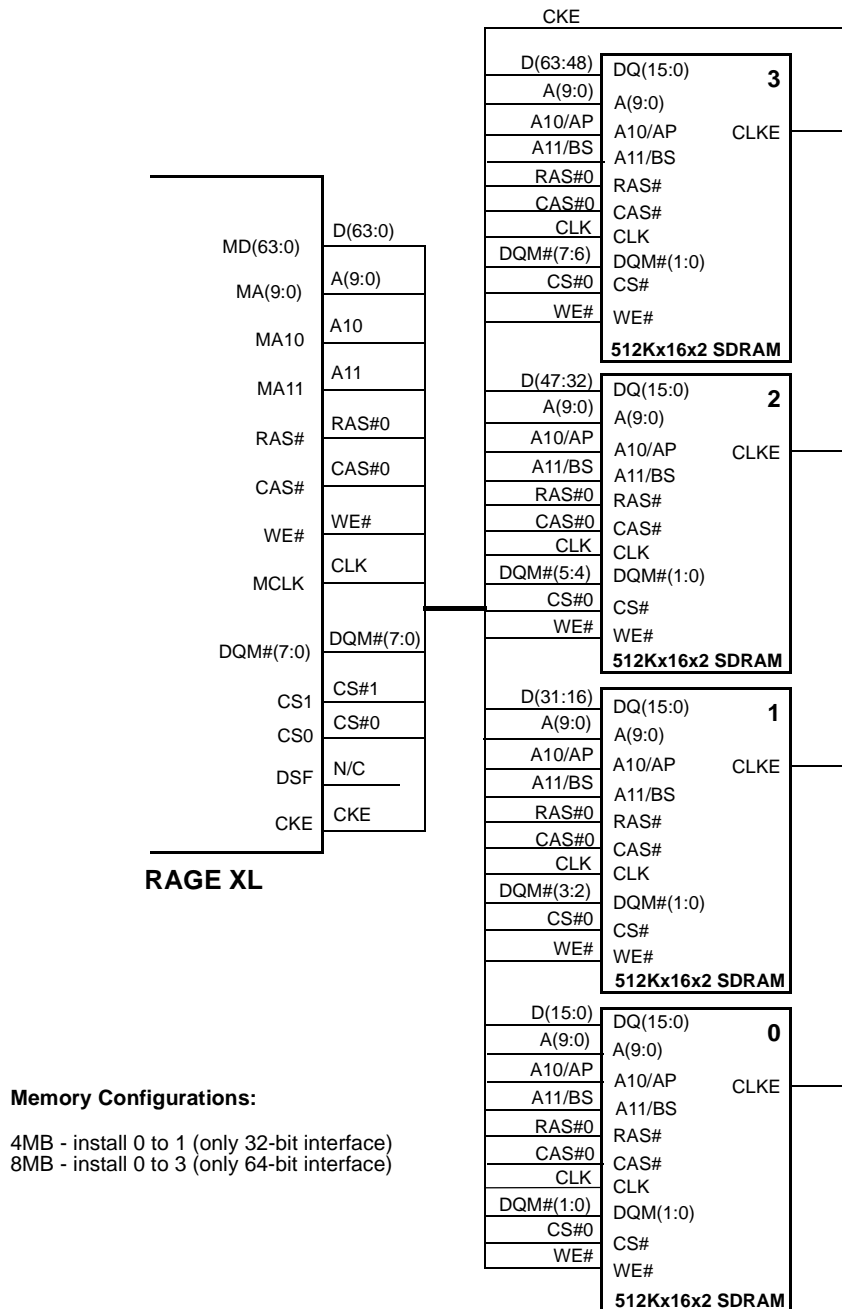 CKE
D(63:48)
A(9:0)
A10/AP
A11/BS
RAS#0
CAS#0
CLK
DQM#(7:6)
CS#0
WE#
DQ(15:0)
3
A(9:0)
A10/AP
CLKE
A11/BS
RAS#
CAS#
CLK
DQM#(1:0)
CS#
WE#
512Kx16x2 SDRAM
MD(63:0)
D(63:0)
MA(9:0)
A(9:0)
MA10
A10
MA11
A11
RAS#
RAS#0
CAS#
CAS#0
WE#
WE#
MCLK
CLK
DQM#(7:0)
DQM#(7:0)
CS1
CS#1
CS0
CS#0
DSF
N/C
CKE
CKE
RAGE XL
D(47:32)
A(9:0)
A10/AP
A11/BS
RAS#0
CAS#0
CLK
DQM#(5:4)
CS#0
WE#
DQ(15:0)
2
A(9:0)
A10/AP
CLKE
A11/BS
RAS#
CAS#
CLK
DQM#(1:0)
CS#
WE#
512Kx16x2 SDRAM
D(31:16)
A(9:0)
A10/AP
A11/BS
RAS#0
CAS#0
CLK
DQM#(3:2)
CS#0
WE#
DQ(15:0)
1
A(9:0)
A10/AP
CLKE
A11/BS
RAS#
CAS#
CLK
DQM#(1:0)
CS#
WE#
512Kx16x2 SDRAM
D(15:0)
A(9:0)
A10/AP
A11/BS
RAS#0
CAS#0
CLK
DQM#(1:0)
CS#0
WE#
DQ(15:0)
0
A(9:0)
A10/AP
CLKE
A11/BS
RAS#
CAS#
CLK
DQM(1:0)
CS#
WE#
512Kx16x2 SDRAM
Memory Configurations:
4MB - install 0 to 1 (only 32-bit interface)
8MB - install 0 to 3 (only 64-bit interface)